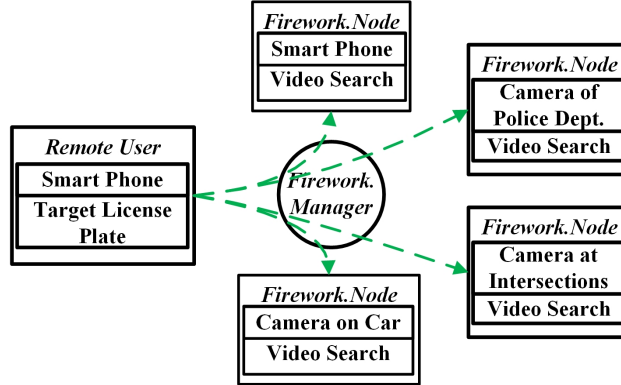 Firework.Node
Smart Phone
Video Search
Firework.Node
Camera of
Police Dept.
Video Search
Remote User
Smart Phone
Target License
Plate
Firework.
Manager
Firework.Node
Camera at
Intersections
Video Search
Firework.Node
Camera on Car
Video Search